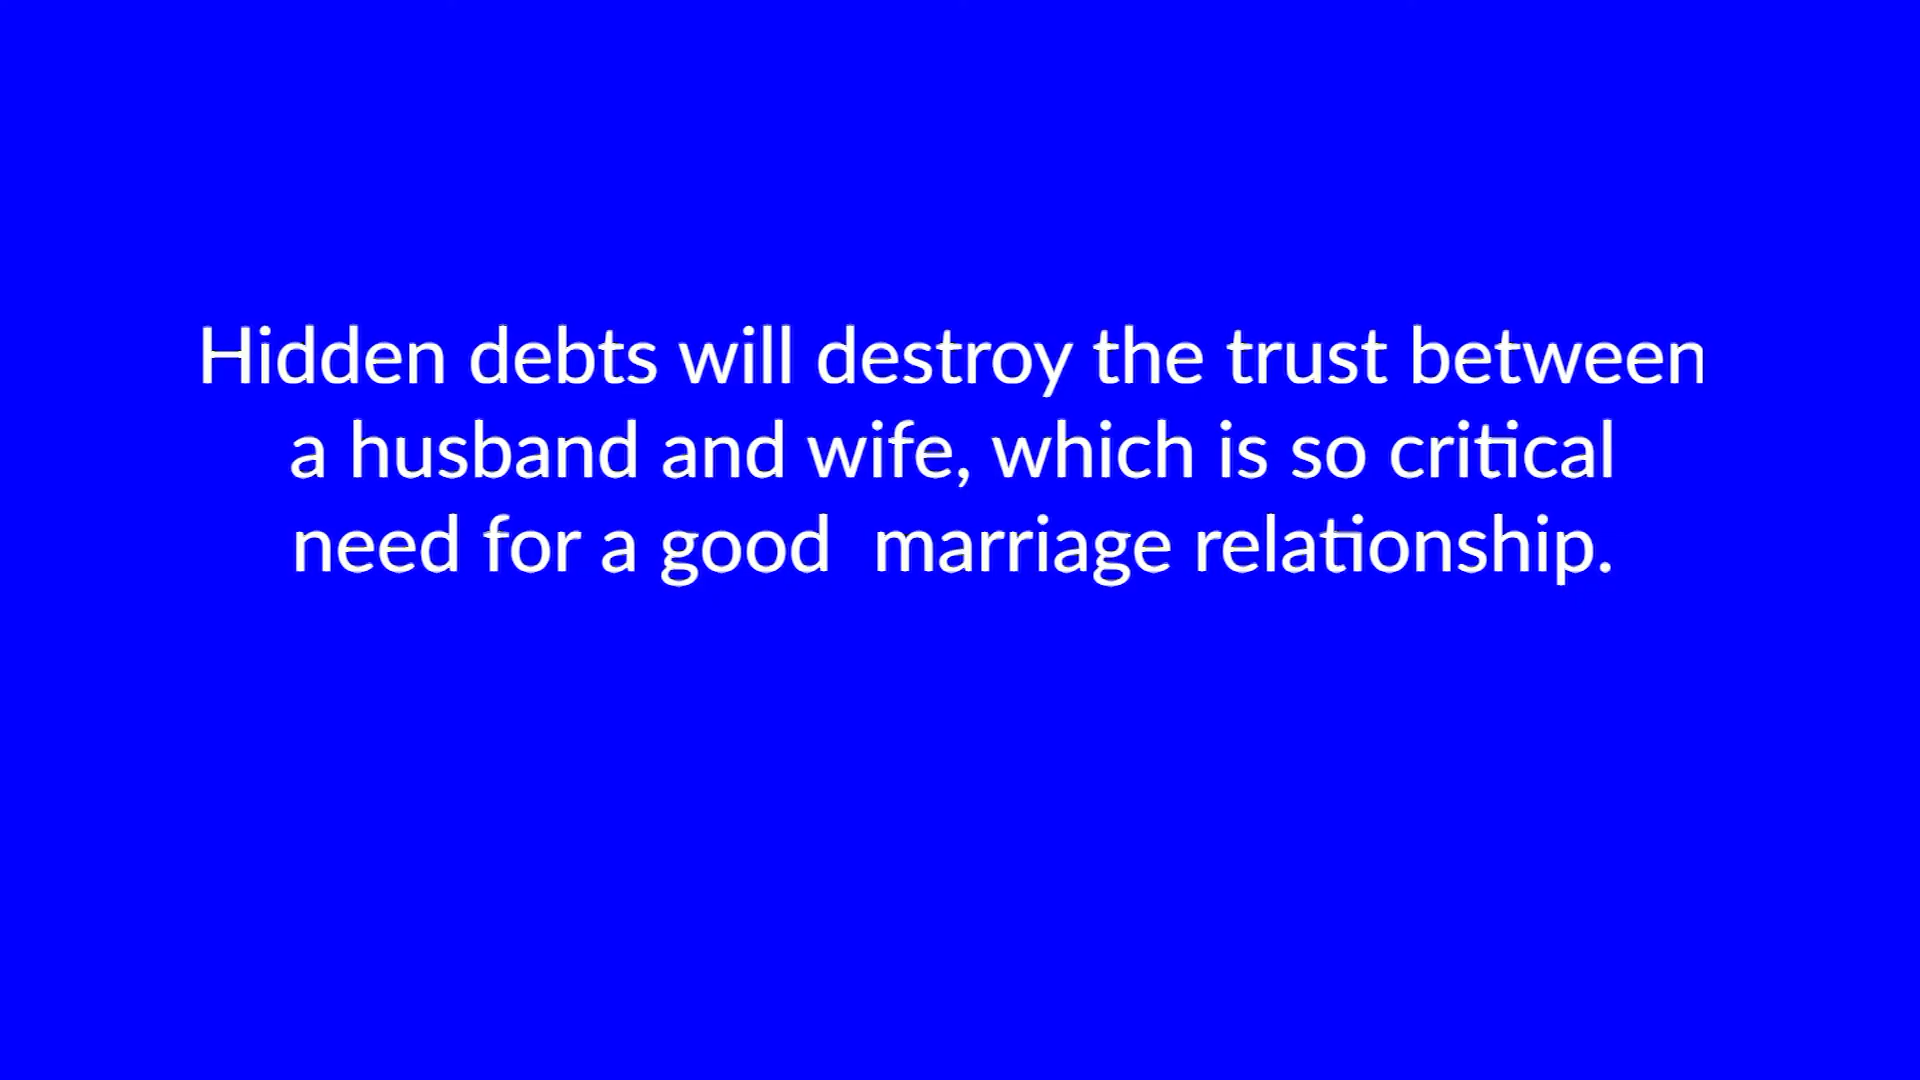 Hidden debts will destroy the trust between
a husband and wife, which is so critical
need for a good  marriage relationship.